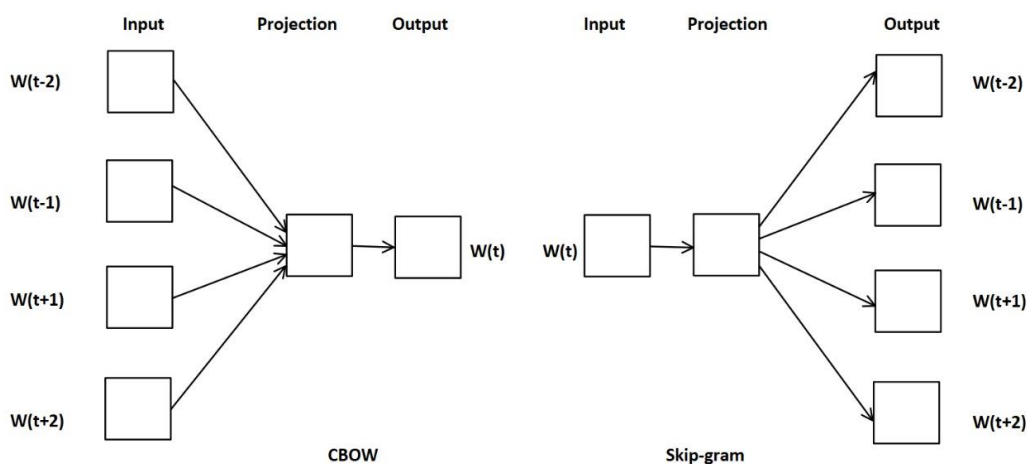 Input Projection Output Input Projection Output
W(t-2) W(t-2)
W(t-1) W(t-1)
W(t) W(t)
W(t+1) W(t+1)
W(t+2) W(t+2)
CBOW Skip-gram